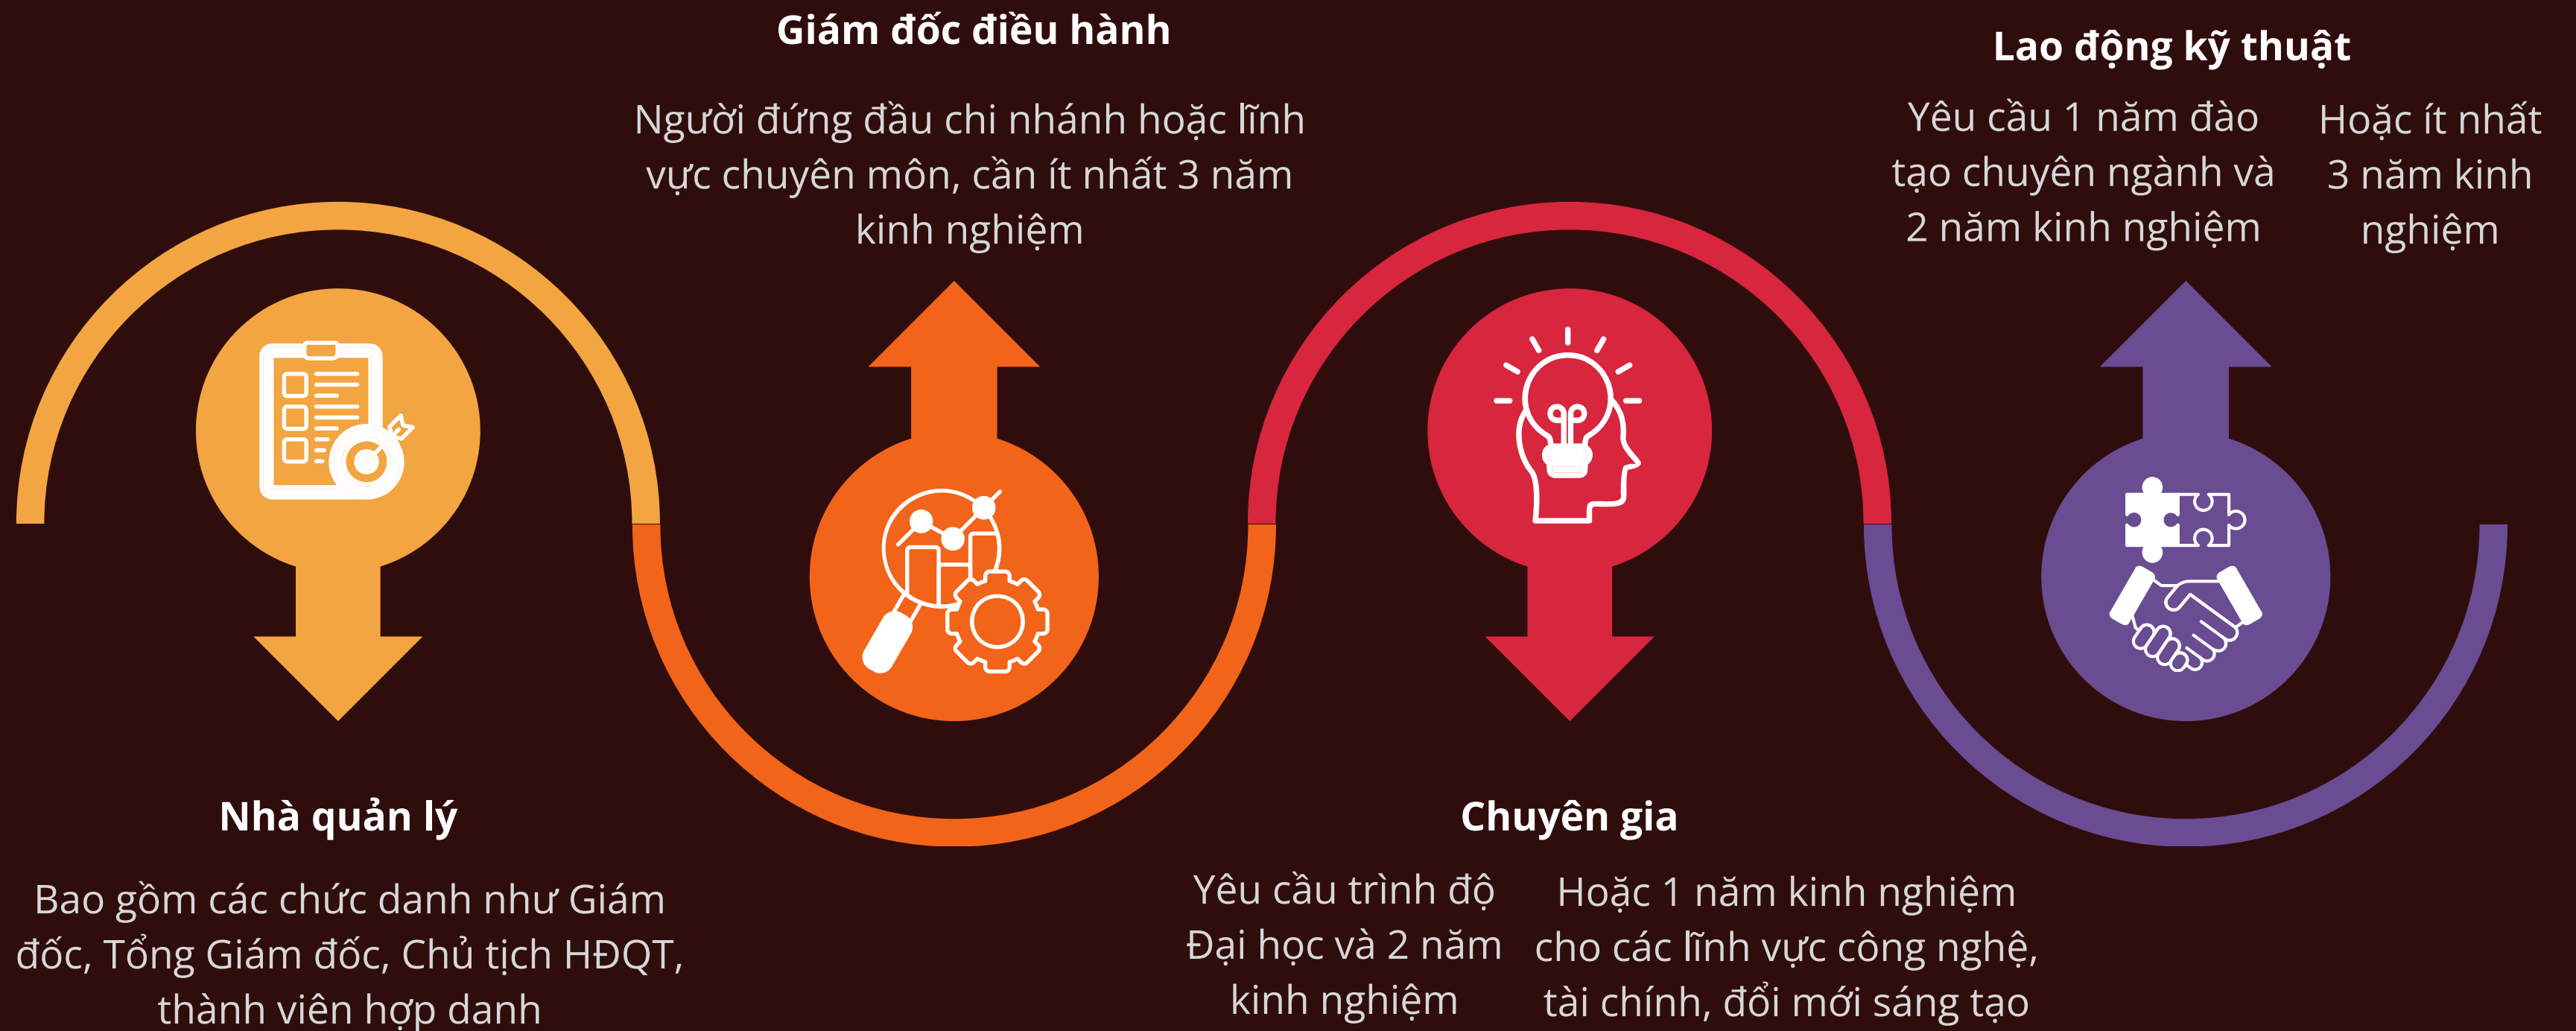 Giám đốc điều hành
Người đứng đầu chi nhánh hoặc lĩnh
vực chuyên môn, cần ít nhất 3 năm
kinh nghiệm
Lao động kỹ thuật
Yêu cầu 1 năm đào
tạo chuyên ngành và
2 năm kinh nghiệm
Hoặc ít nhất
3 năm kinh
nghiệm
Nhà quản lý
Bao gồm các chức danh như Giám
đốc, Tổng Giám đốc, Chủ tịch HĐQT,
thành viên hợp danh
Chuyên gia
Yêu cầu trình độ
Đại học và 2 năm
kinh nghiệm
Hoặc 1 năm kinh nghiệm
cho các lĩnh vực công nghệ,
tài chính, đổi mới sáng tạo